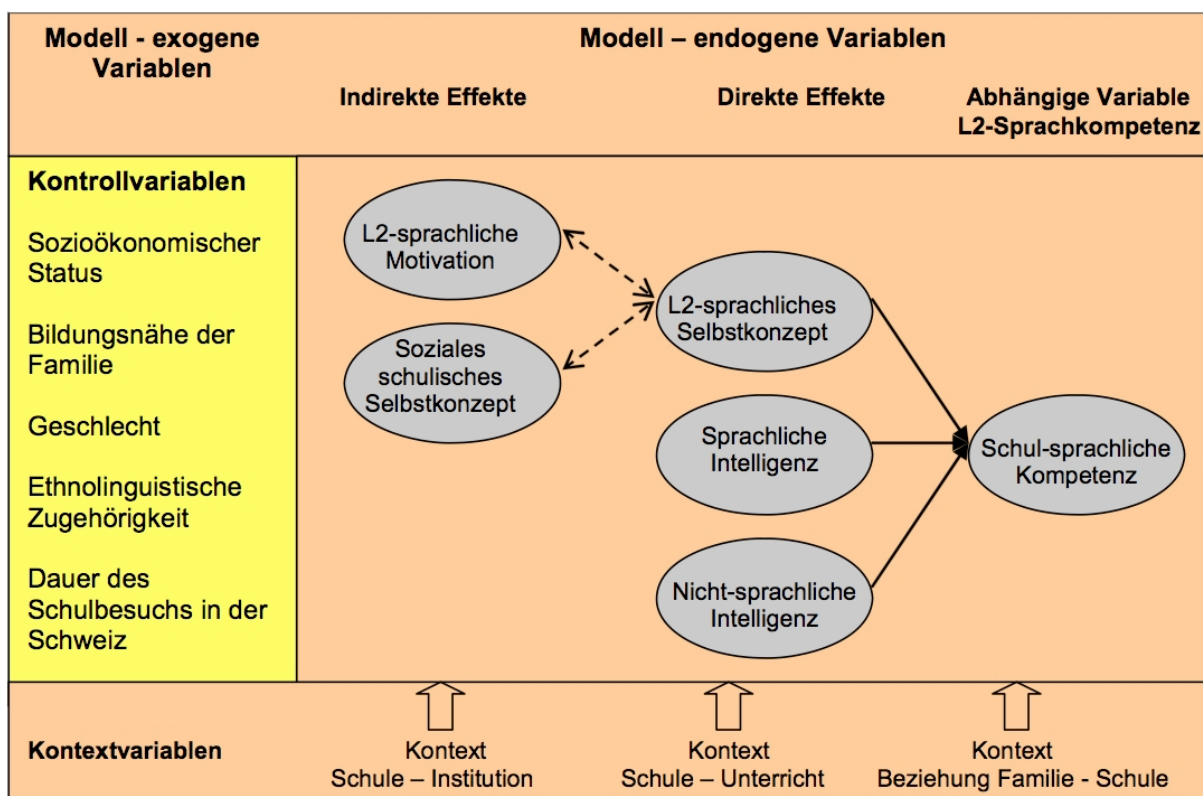 Modell - exogene
Variablen
Modell – endogene Variablen
Indirekte Effekte
Direkte Effekte
Abhängige Variable
L2-Sprachkompetenz
Kontrollvariablen
Sozioökonomischer
Status
Bildungsnähe der
Familie
Geschlecht
Ethnolinguistische
Zugehörigkeit
Dauer des
Schulbesuchs in der
Schweiz
L2-sprachliche
Motivation
Soziales
schulisches
Selbstkonzept
L2-sprachliches
Selbstkonzept
Sprachliche
Intelligenz
Nicht-sprachliche
Intelligenz
Schul-sprachliche
Kompetenz
Kontextvariablen
Kontext
Schule – Institution
Kontext
Schule – Unterricht
Kontext
Beziehung Familie - Schule